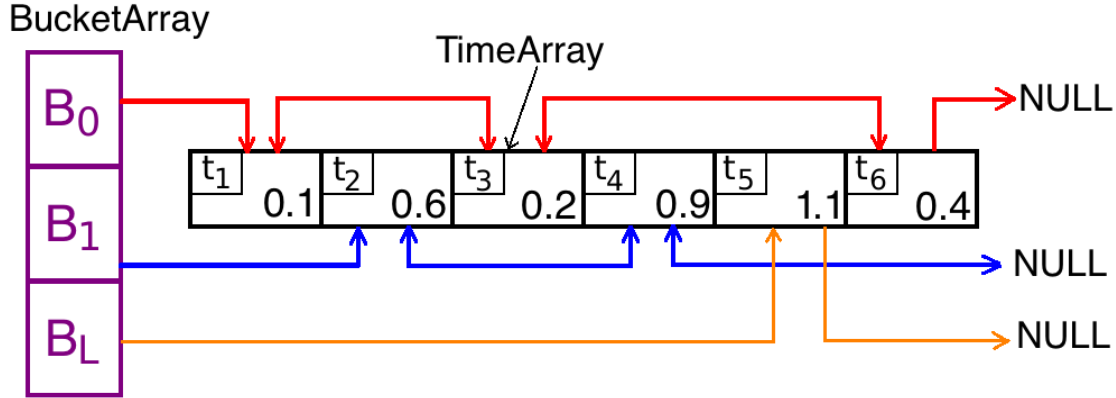 BucketArray
TimeArray
B0
NULL
t1 0.1 t2 0.6 t3 0.2 t4 0.9 t5 1.1 t6 0.4
B1
NULL
BL
NULL